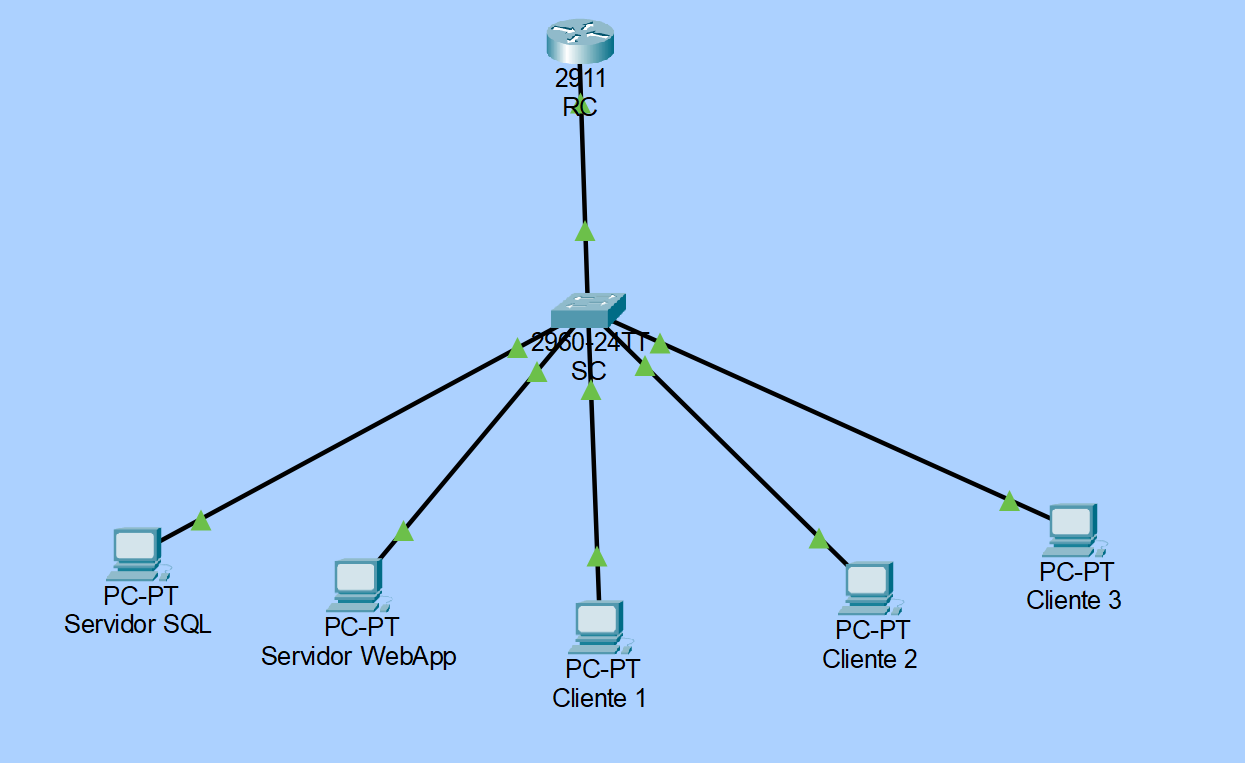 2911
RC
2960-24TT
SC
PC-PT
Servidor SQL
PC-PT
Servidor WebApp
PC-PT
Cliente 1
PC-PT
Cliente 2
PC-PT
Cliente 3